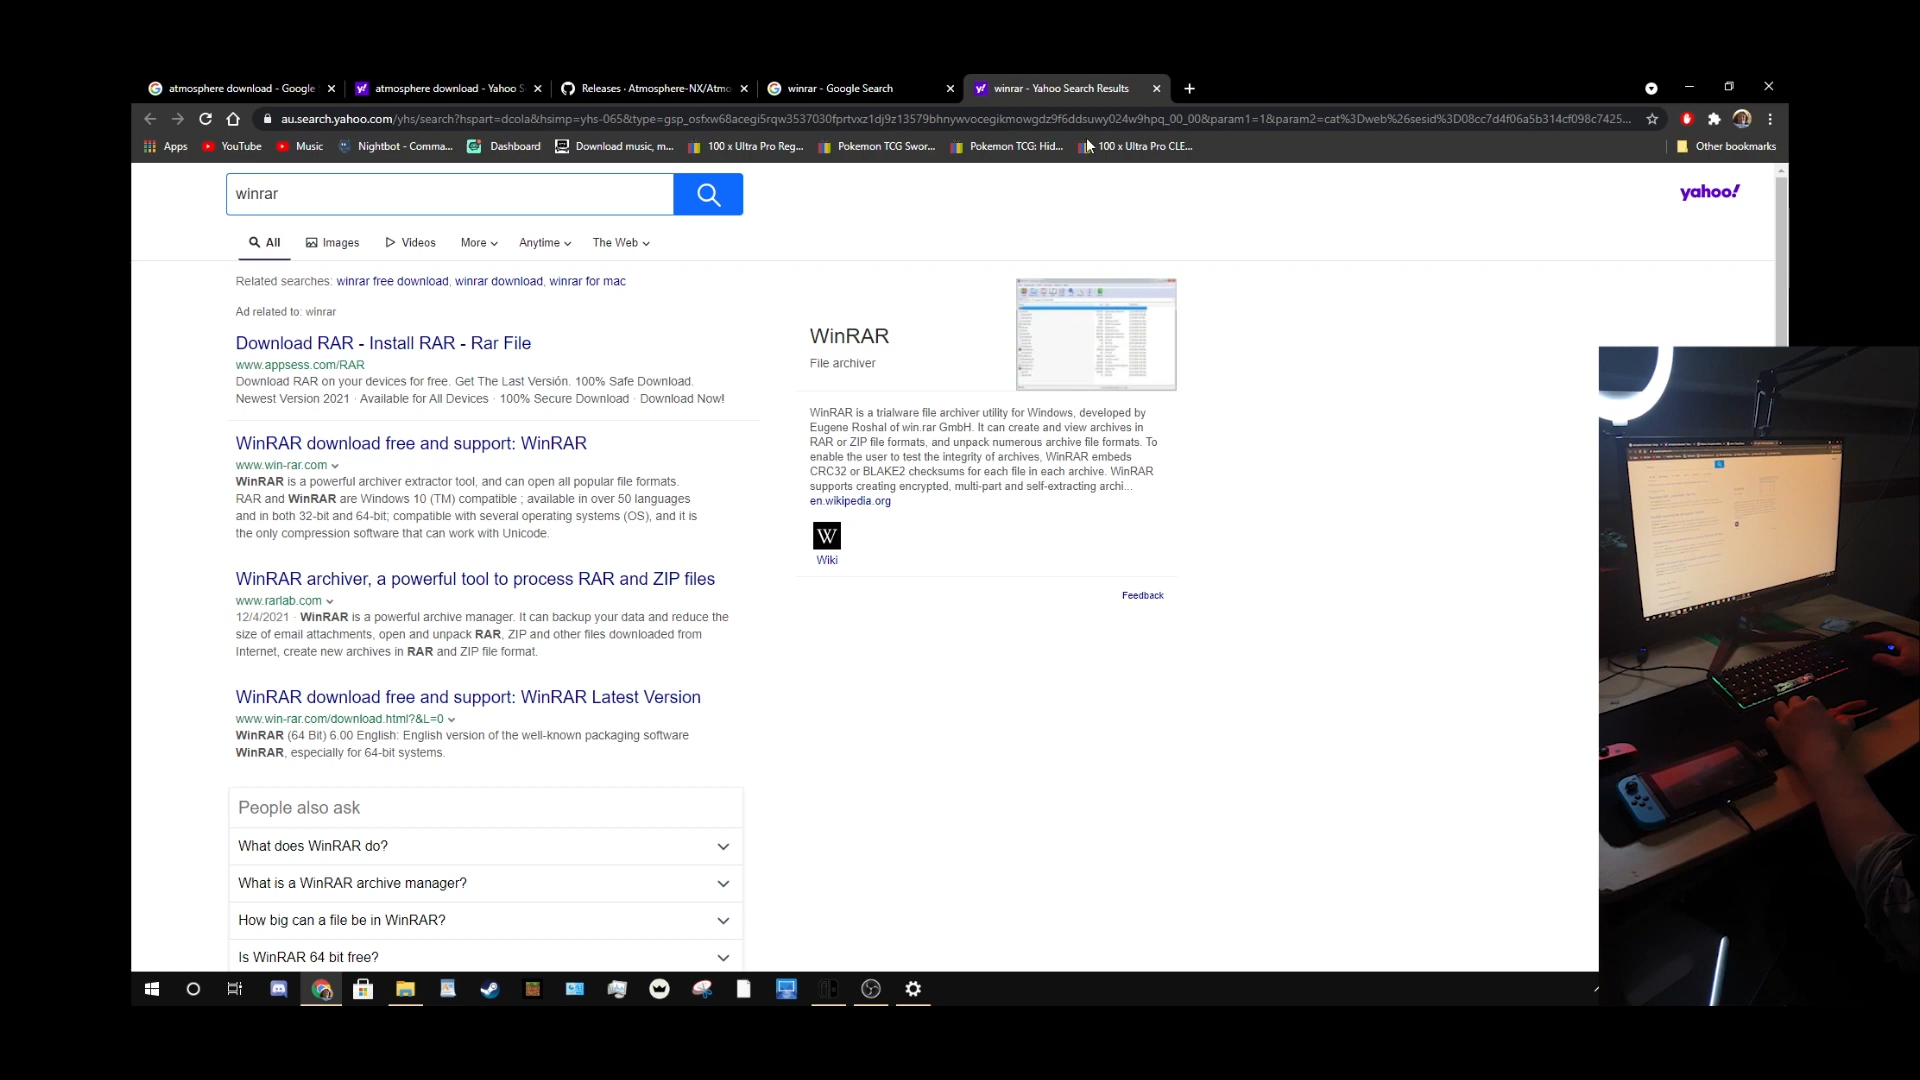 atmosphere download - Google
atmosphere download - Yahoo S
Releases · Atmosphere-NX/Atmo
winrar - Google Search
winrar - Yahoo Search Results
au.search.yahoo.com/yhs/search?hspart=dcola&hsimp=yhs-065&type=gsp_osfxw68acegi5rqw3537030fprtvxz1dj9z13579bhnywvocegikmowgdz9f6ddsuwy024w9hpq_00_00&param1=1&param2=cat%3Dweb%26sesid%3D08cc7d4f06a5b314cf098c7425...
Apps
YouTube
Music
Nightbot - Comma...
Dashboard
Download music, m...
100 x Ultra Pro Reg...
Pokemon TCG Swor...
Pokemon TCG: Hid...
100 x Ultra Pro CLE...
Other bookmarks
winrar
yahoo!
All
Images
Videos
More
Anytime
The Web
Related searches: winrar free download, winrar download, winrar for mac
Ad related to: winrar
Download RAR - Install RAR - Rar File
www.appsess.com/RAR
Download RAR on your devices for free. Get The Last Versión. 100% Safe Download.
Newest Version 2021 · Available for All Devices · 100% Secure Download · Download Now!
WinRAR download free and support: WinRAR
www.win-rar.com
WinRAR is a powerful archiver extractor tool, and can open all popular file formats.
RAR and WinRAR are Windows 10 (TM) compatible ; available in over 50 languages
and in both 32-bit and 64-bit; compatible with several operating systems (OS), and it is
the only compression software that can work with Unicode.
WinRAR archiver, a powerful tool to process RAR and ZIP files
www.rarlab.com
12/4/2021 · WinRAR is a powerful archive manager. It can backup your data and reduce the
size of email attachments, open and unpack RAR, ZIP and other files downloaded from
Internet, create new archives in RAR and ZIP file format.
WinRAR download free and support: WinRAR Latest Version
www.win-rar.com/download.html?&L=0
WinRAR (64 Bit) 6.00 English: English version of the well-known packaging software
WinRAR, especially for 64-bit systems.
People also ask
What does WinRAR do?
What is a WinRAR archive manager?
How big can a file be in WinRAR?
Is WinRAR 64 bit free?
WinRAR
File archiver
WinRAR is a trialware file archiver utility for Windows, developed by
Eugene Roshal of win.rar GmbH. It can create and view archives in
RAR or ZIP file formats, and unpack numerous archive file formats. To
enable the user to test the integrity of archives, WinRAR embeds
CRC32 or BLAKE2 checksums for each file in each archive. WinRAR
supports creating encrypted, multi-part and self-extracting archi...
en.wikipedia.org
W
Wiki
Feedback